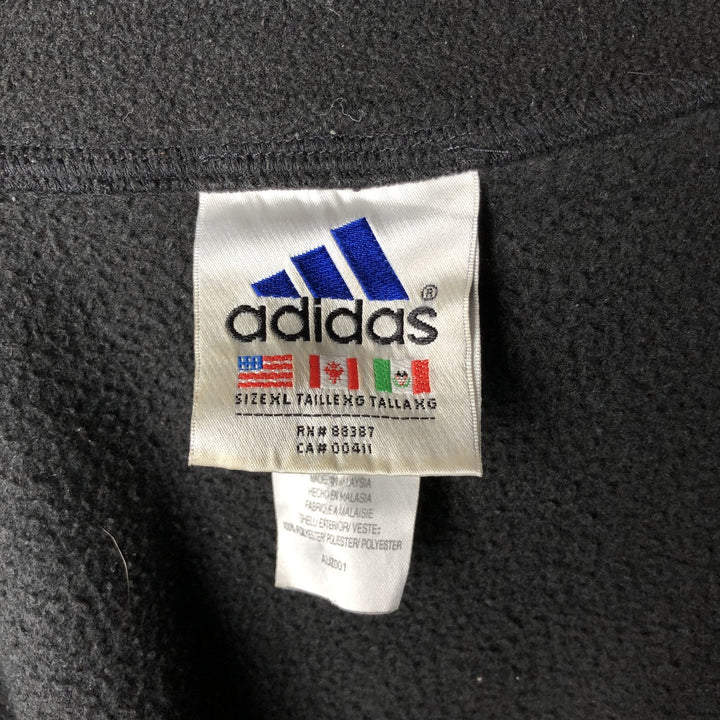 adidas®
SIZE XL TAILLE XG TALLA XG
RN# 88387
CA# 00411
MADE IN MALAYSIA
HECHO EN MALASIA
FABRIQUÉ À MALAISIE
SHELL/ EXTERIOR/ VESTE:
100% POLYESTER/ POLIESTER/ POLYESTER